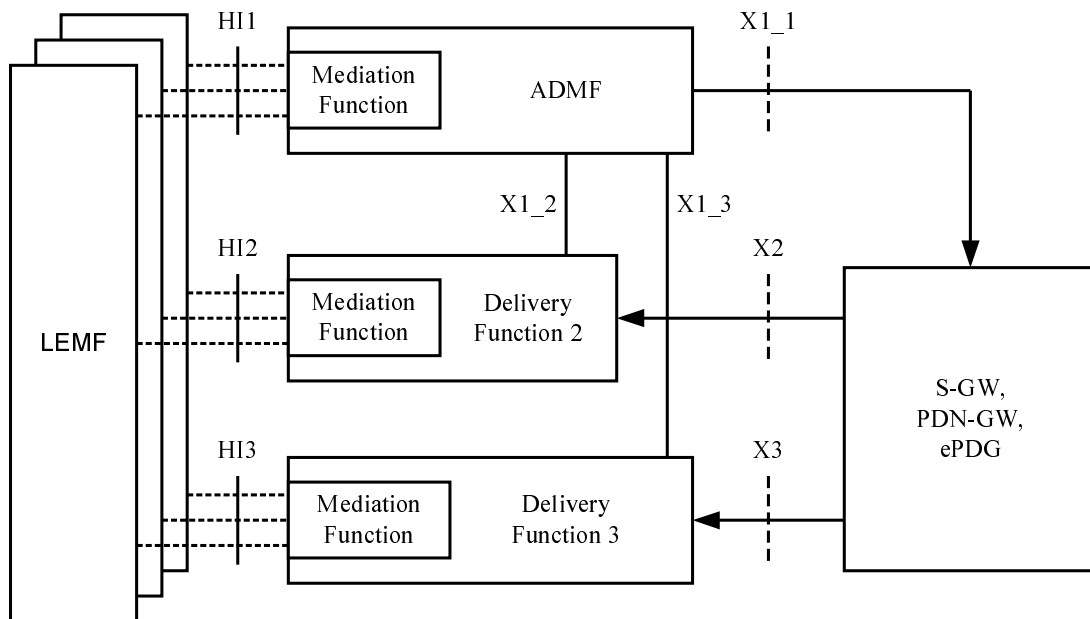 HI1
X1_1
Mediation
Function
ADMF
X1_2
X1_3
HI2
X2
Mediation
Function
Delivery
Function 2
LEMF
S-GW,
PDN-GW,
ePDG
HI3
X3
Mediation
Function
Delivery
Function 3